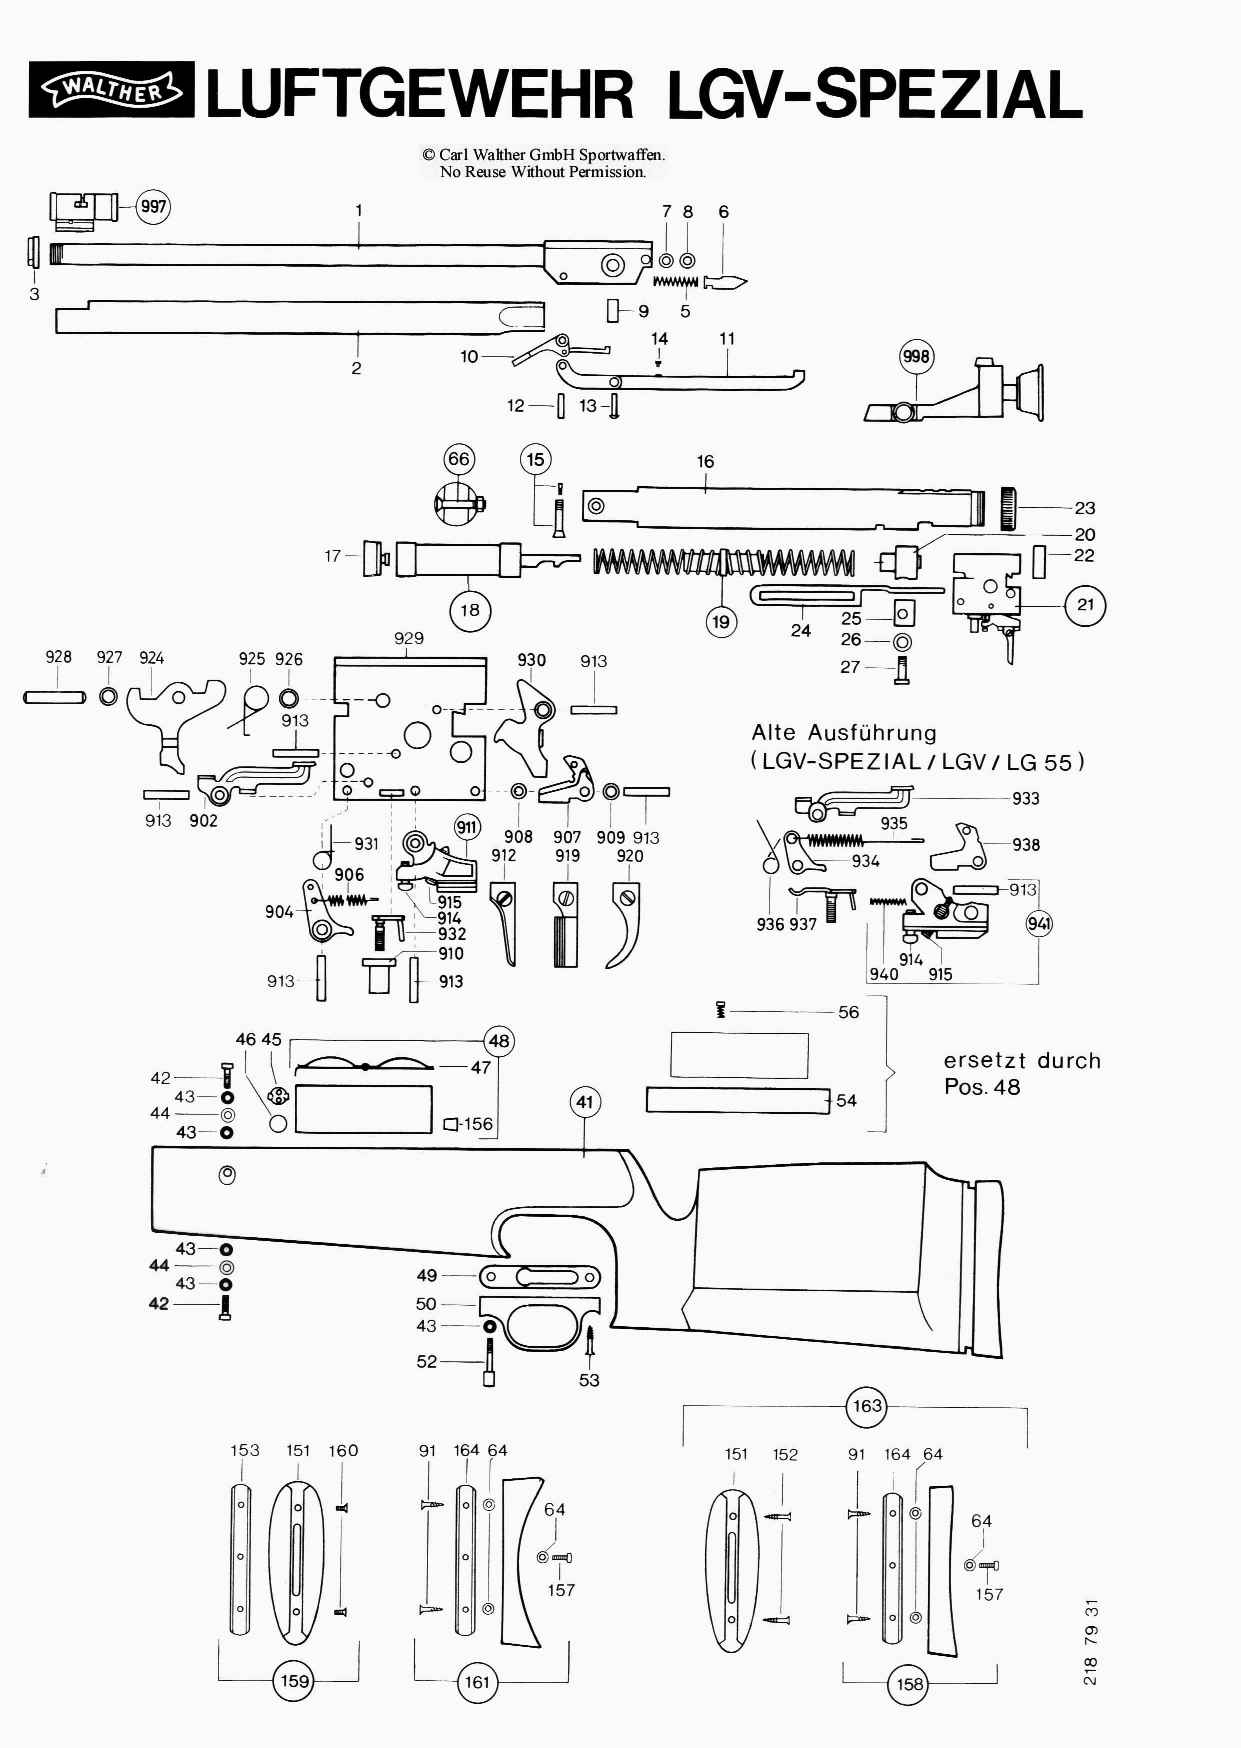 WALTHER LUFTGEWEHR LGV-SPEZIAL
© Carl Walther GmbH Sportwaffen.
No Reuse Without Permission.
997 1 7 8 6
3 9 5
2 10 14 11 998
12 13
66 15 16
23
20
17 22
18 19 24 25 21
26
27
929
928 927 924 925 926 930 913
913
Alte Ausführung
(LGV-SPEZIAL / LGV / LG 55)
913 902 911 908 907 909 913
933
935
931 912 919 920
934 938
906
915
904 914
932
910
913 913
936 937 913
941
914
940 915
56
46 45 48
47
ersetzt durch
Pos. 48
42
43
44
43
156
41
54
43
44
43
42
49
50
43
52
53
163
153 151 160 91 164 64 151 152 91 164 64
64 64
157 157
159 161 158
218 79 31